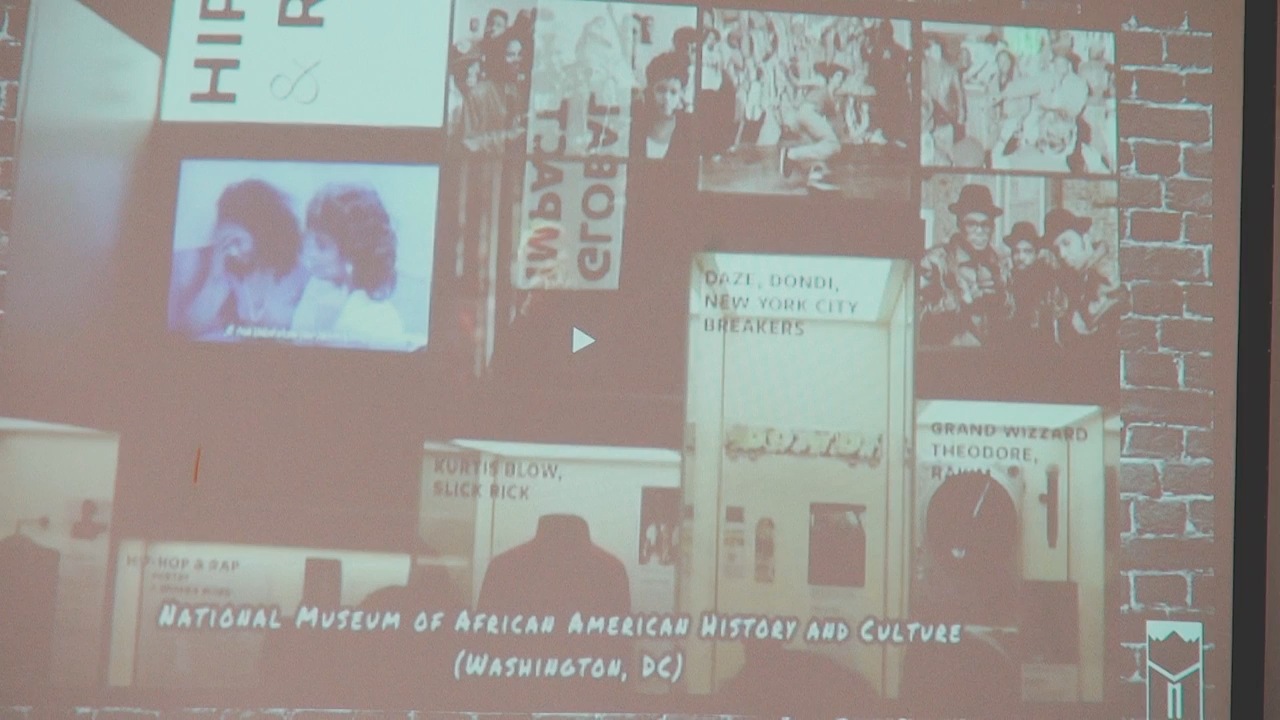 HIP
& R
IMPACT
GLOBAL
DAZE, DONDI,
NEW YORK CITY
BREAKERS
GRAND WIZZARD
THEODORE,
KURTIS BLOW,
SLICK RICK
HIP-HOP & RAP
NATIONAL MUSEUM OF AFRICAN AMERICAN HISTORY AND CULTURE
(WASHINGTON, DC)